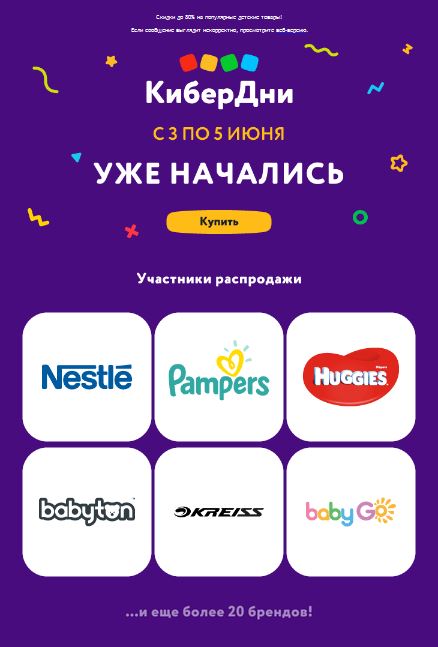 Скидки до 50% на популярные детские товары!
Если сообщение выглядит некорректно, просмотрите веб-версию.
КиберДни
С 3 ПО 5 ИЮНЯ
УЖЕ НАЧАЛИСЬ
Купить
Участники распродажи
Nestlé Pampers HUGGIES
babyton KREISS baby Go
...и еще более 20 брендов!